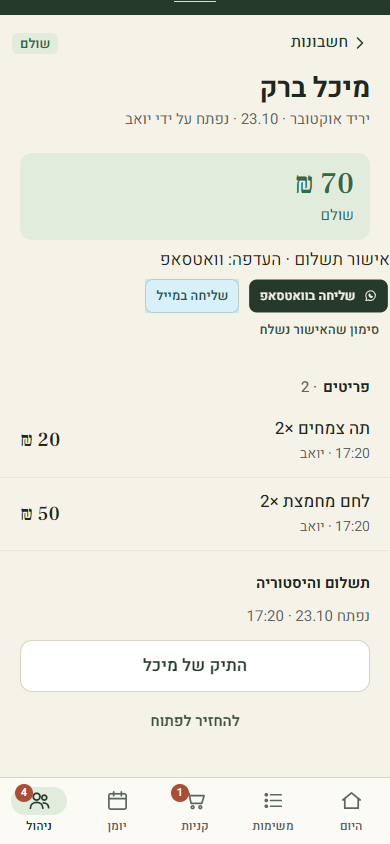 חשבונות
שולם
מיכל ברק
יריד אוקטובר · 23.10 · נפתח על ידי יואב
70 ₪
שולם
אישור תשלום · העדפה: וואטסאפ
שליחה בוואטסאפ
שליחה במייל
סימון שהאישור נשלח
פריטים · 2
תה צמחים ×2
20 ₪
17:20 · יואב
לחם מחמצת ×2
50 ₪
17:20 · יואב
תשלום והיסטוריה
נפתח 23.10 · 17:20
התיק של מיכל
להחזיר לפתוח
היום
משימות
1
קניות
יומן
4
ניהול